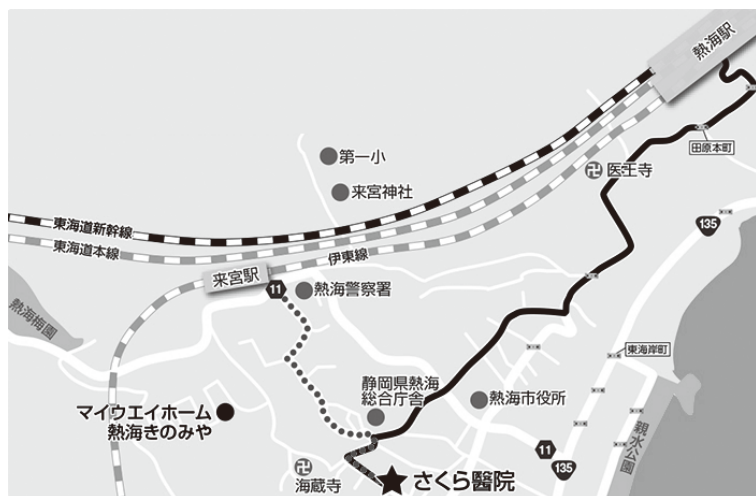 熱海駅
田原本町
第一小
医王寺
来宮神社
135
東海道新幹線
東海道本線
伊東線
来宮駅
11
熱海警察署
熱海梅園
東海岸町
静岡県熱海
総合庁舎
熱海市役所
マイウエイホーム
熱海きのみや
親水公園
11
135
海蔵寺
さくら醫院